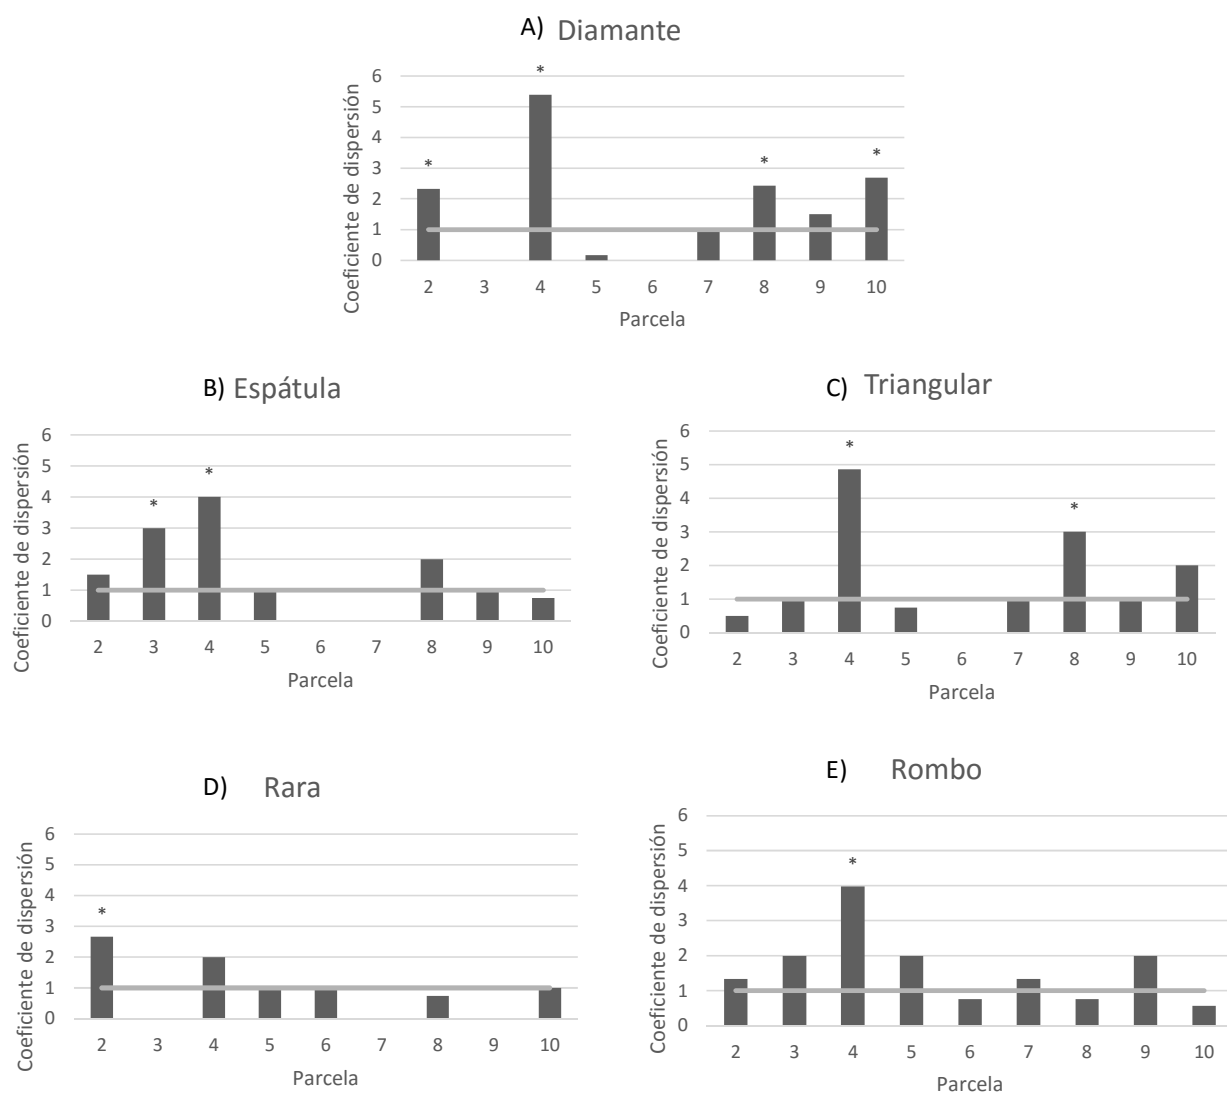 A) Diamante
Coeficiente de dispersión
6
5
4
3
2
1
0
* * * *
2 3 4 5 6 7 8 9 10
Parcela
B) Espátula
Coeficiente de dispersión
6
5
4
3
2
1
0
* *
2 3 4 5 6 7 8 9 10
Parcela
C) Triangular
Coeficiente de dispersión
6
5
4
3
2
1
0
* *
2 3 4 5 6 7 8 9 10
Parcela
D) Rara
Coeficiente de dispersión
6
5
4
3
2
1
0
*
2 3 4 5 6 7 8 9 10
Parcela
E) Rombo
Coeficiente de dispersión
6
5
4
3
2
1
0
*
2 3 4 5 6 7 8 9 10
Parcela